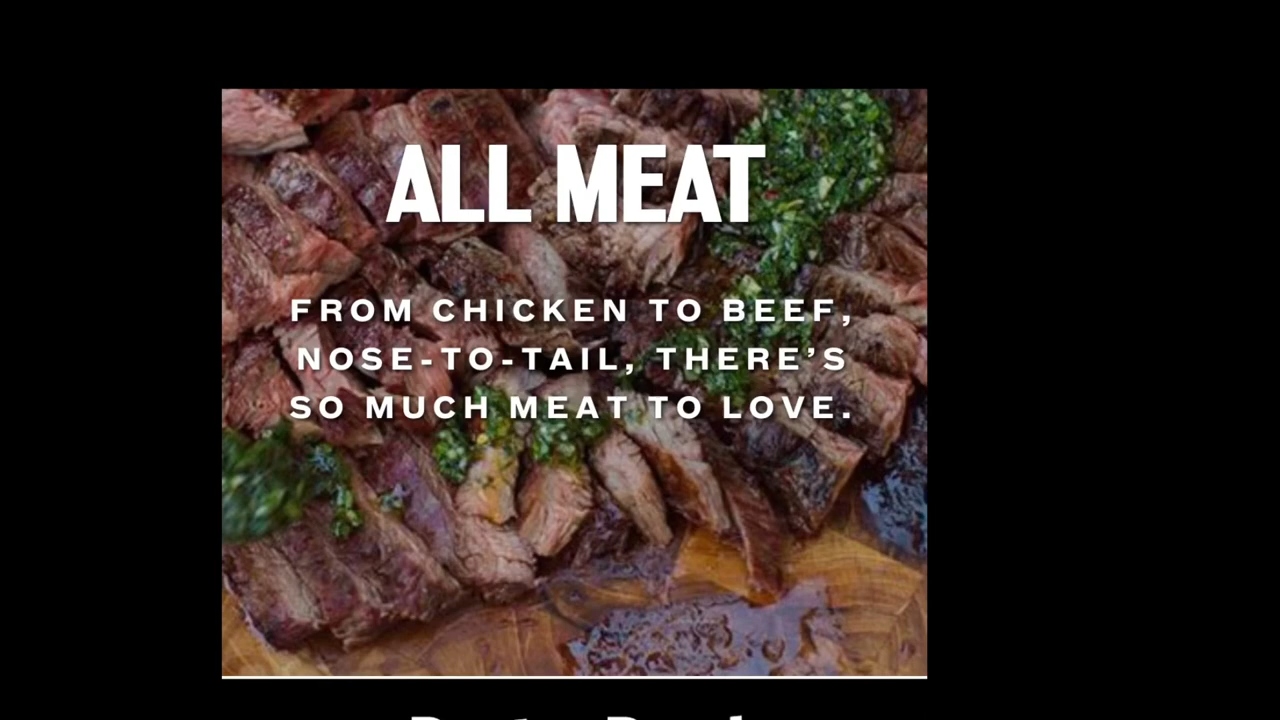 ALL MEAT
FROM CHICKEN TO BEEF,
NOSE-TO-TAIL, THERE’S
SO MUCH MEAT TO LOVE.